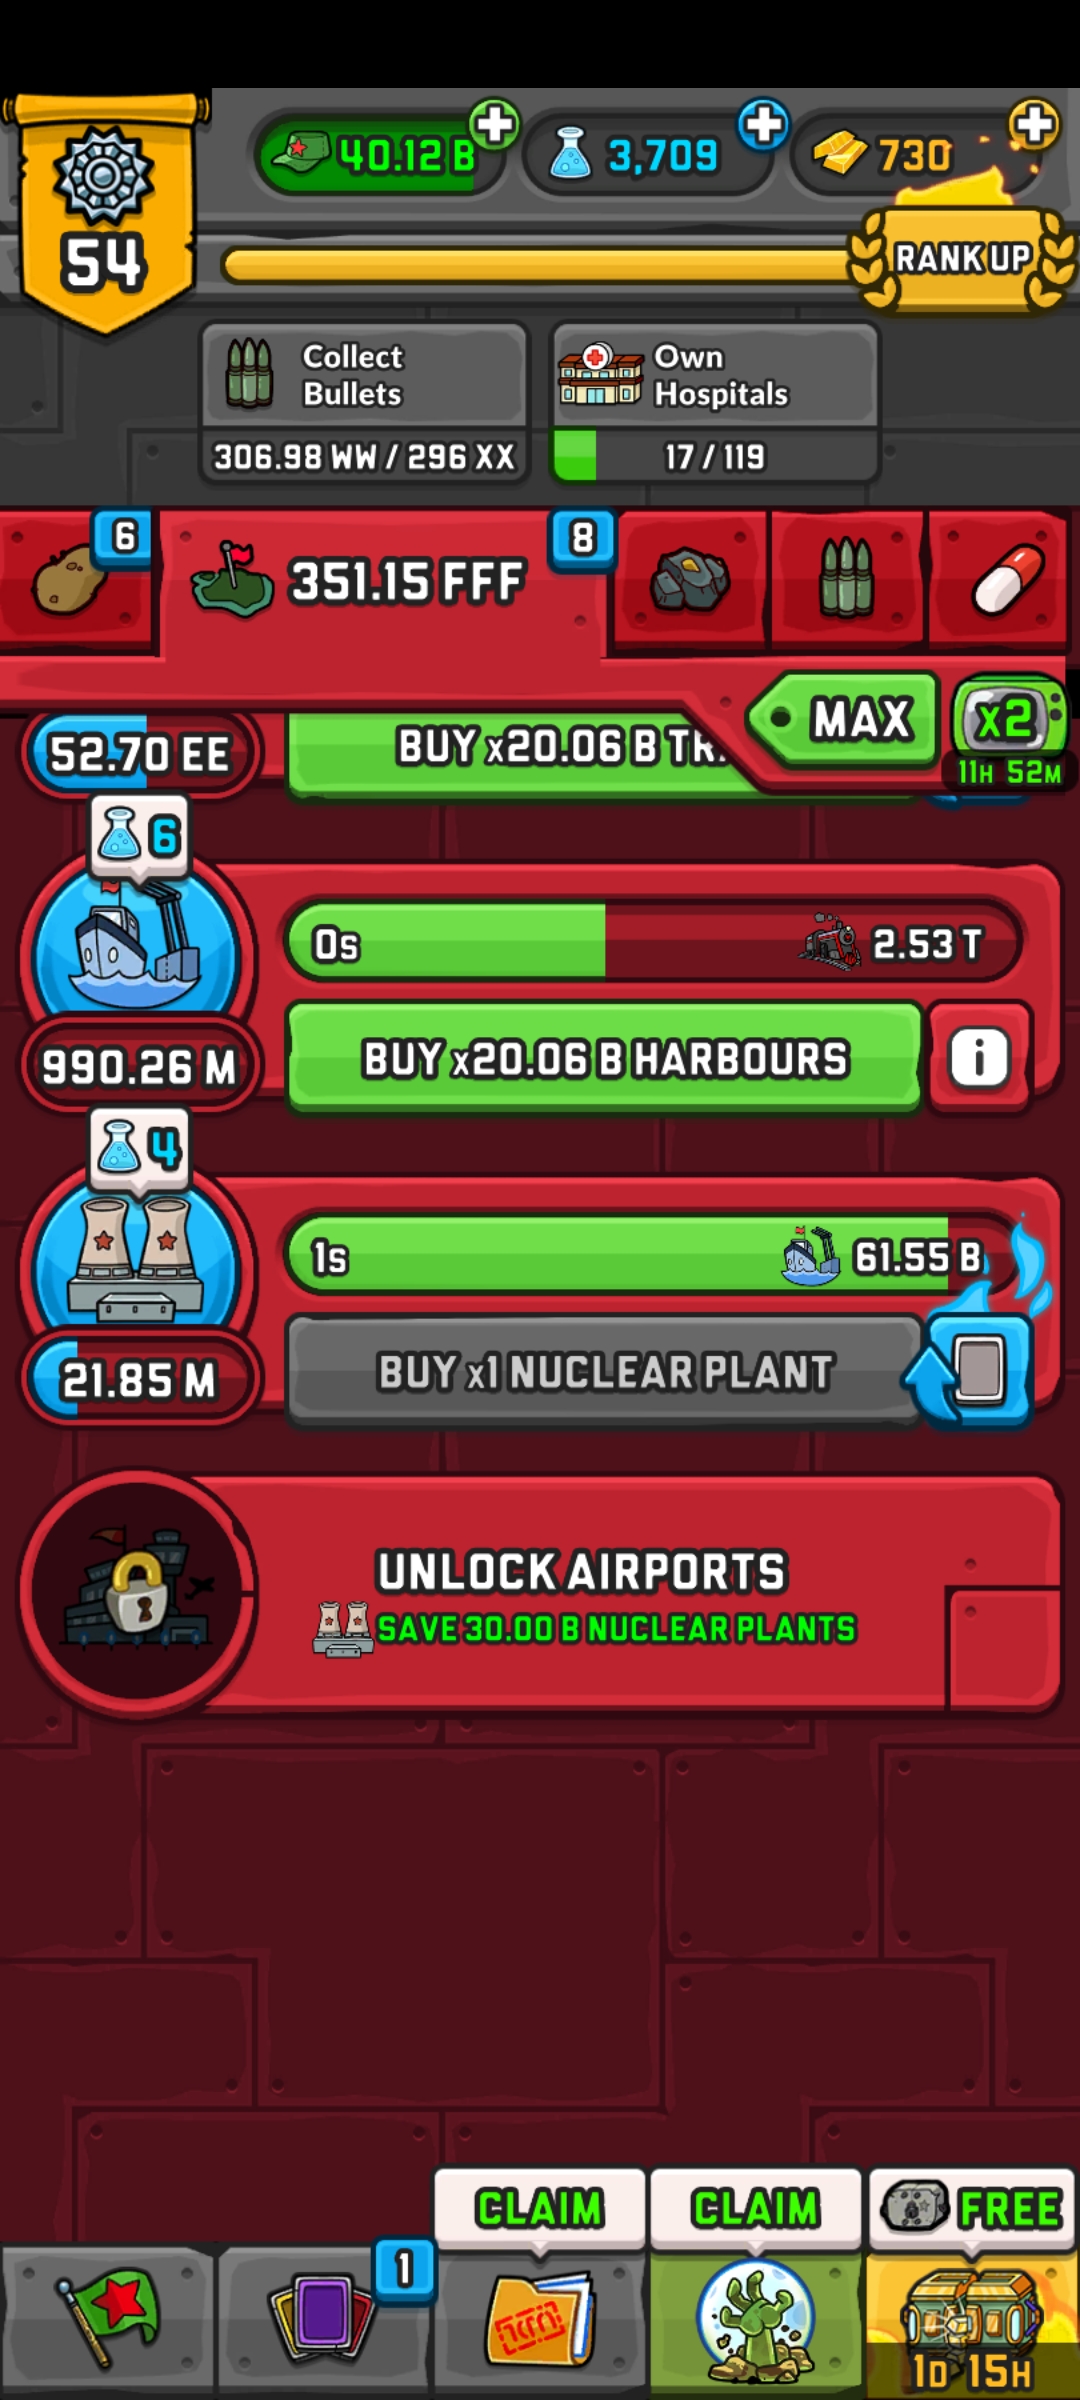 40.12 B
3,709
730
54
RANK UP
Collect
Bullets
306.98 WW / 296 XX
Own
Hospitals
17 / 119
6
351.15 FFF
8
MAX
x2
11H 52M
52.70 EE
BUY x20.06 B
6
0s
2.53 T
990.26 M
BUY x20.06 B HARBOURS
i
4
1s
61.55 B
21.85 M
BUY x1 NUCLEAR PLANT
UNLOCK AIRPORTS
SAVE 30.00 B NUCLEAR PLANTS
CLAIM
CLAIM
FREE
1
1D 15H